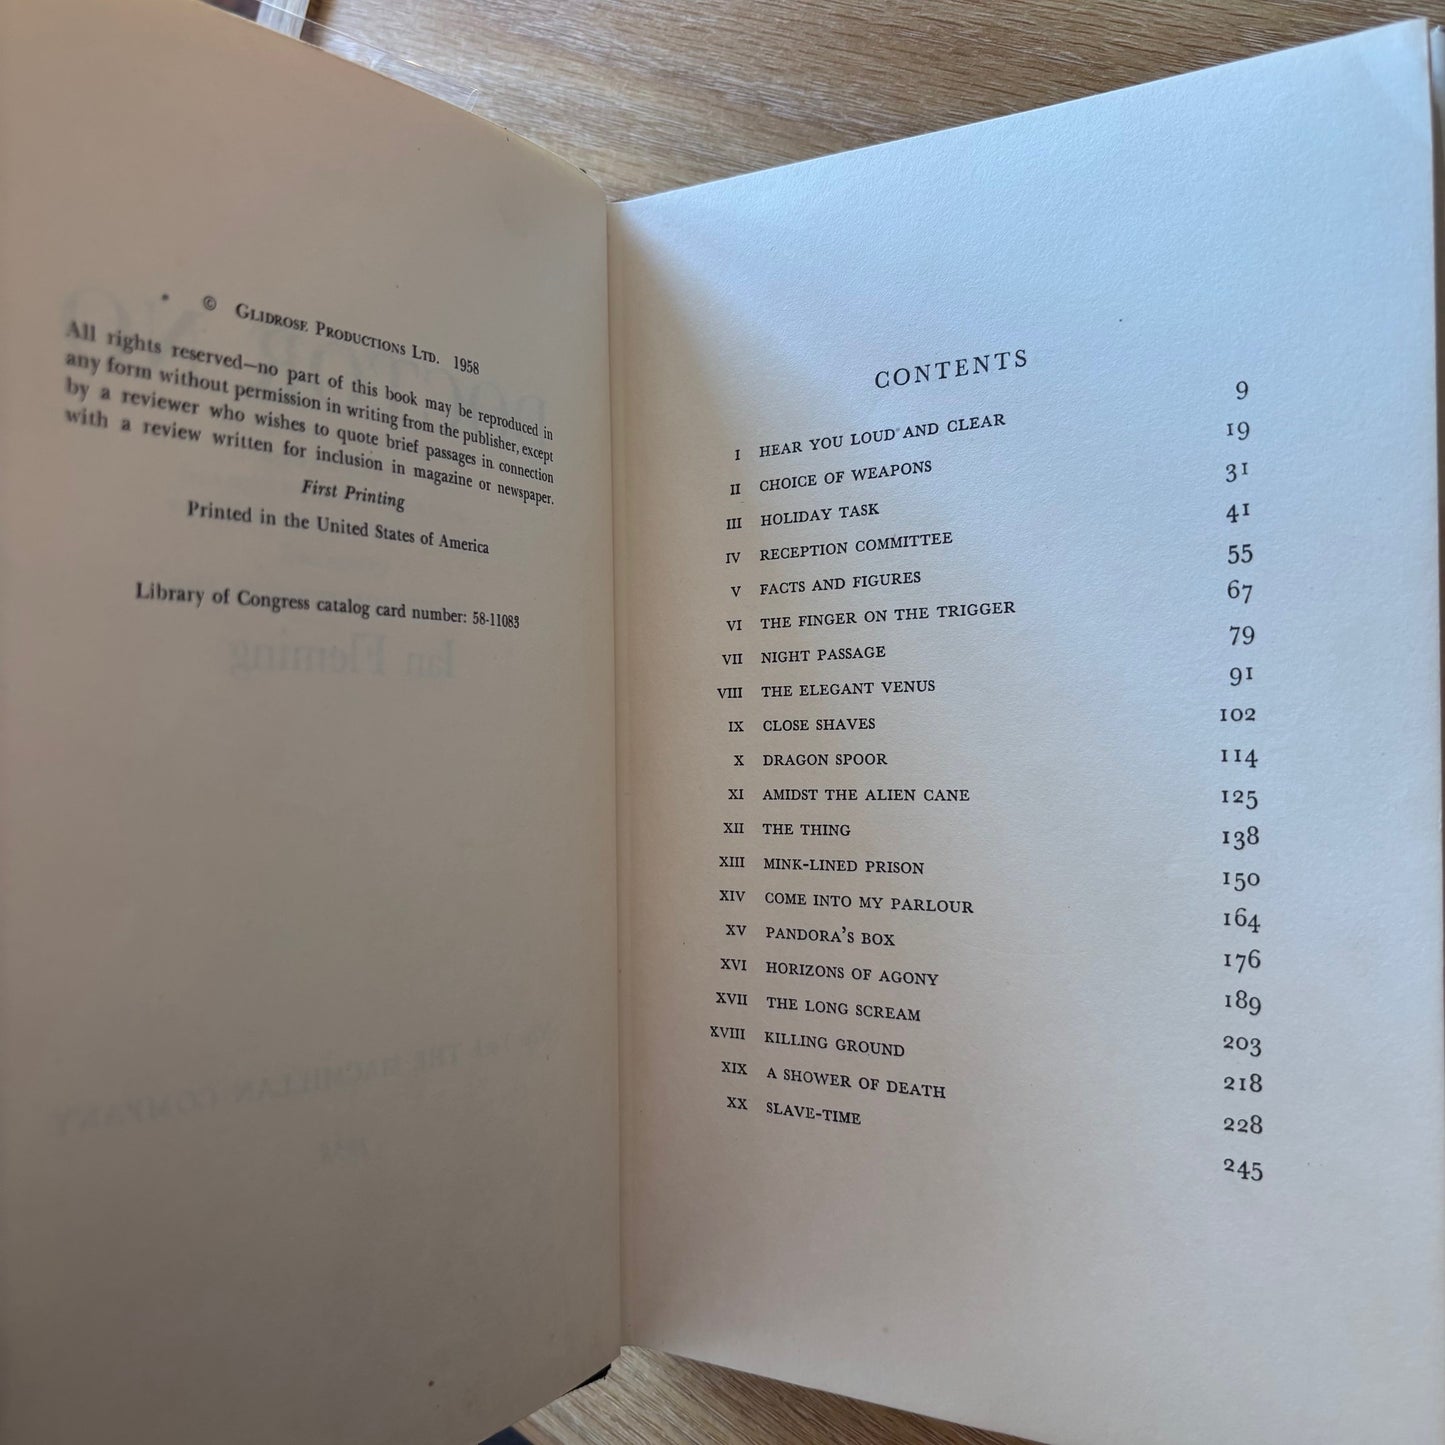 © GLIDROSE PRODUCTIONS LTD. 1958
All rights reserved—no part of this book may be reproduced in
any form without permission in writing from the publisher, except
by a reviewer who wishes to quote brief passages in connection
with a review written for inclusion in magazine or newspaper.
First Printing
Printed in the United States of America
Library of Congress catalog card number: 58-11083
CONTENTS
I HEAR YOU LOUD AND CLEAR 9
II CHOICE OF WEAPONS 19
III HOLIDAY TASK 31
IV RECEPTION COMMITTEE 41
V FACTS AND FIGURES 55
VI THE FINGER ON THE TRIGGER 67
VII NIGHT PASSAGE 79
VIII THE ELEGANT VENUS 91
IX CLOSE SHAVES 102
X DRAGON SPOOR 114
XI AMIDST THE ALIEN CANE 125
XII THE THING 138
XIII MINK-LINED PRISON 150
XIV COME INTO MY PARLOUR 164
XV PANDORA'S BOX 176
XVI HORIZONS OF AGONY 189
XVII THE LONG SCREAM 203
XVIII KILLING GROUND 218
XIX A SHOWER OF DEATH 228
XX SLAVE-TIME 245